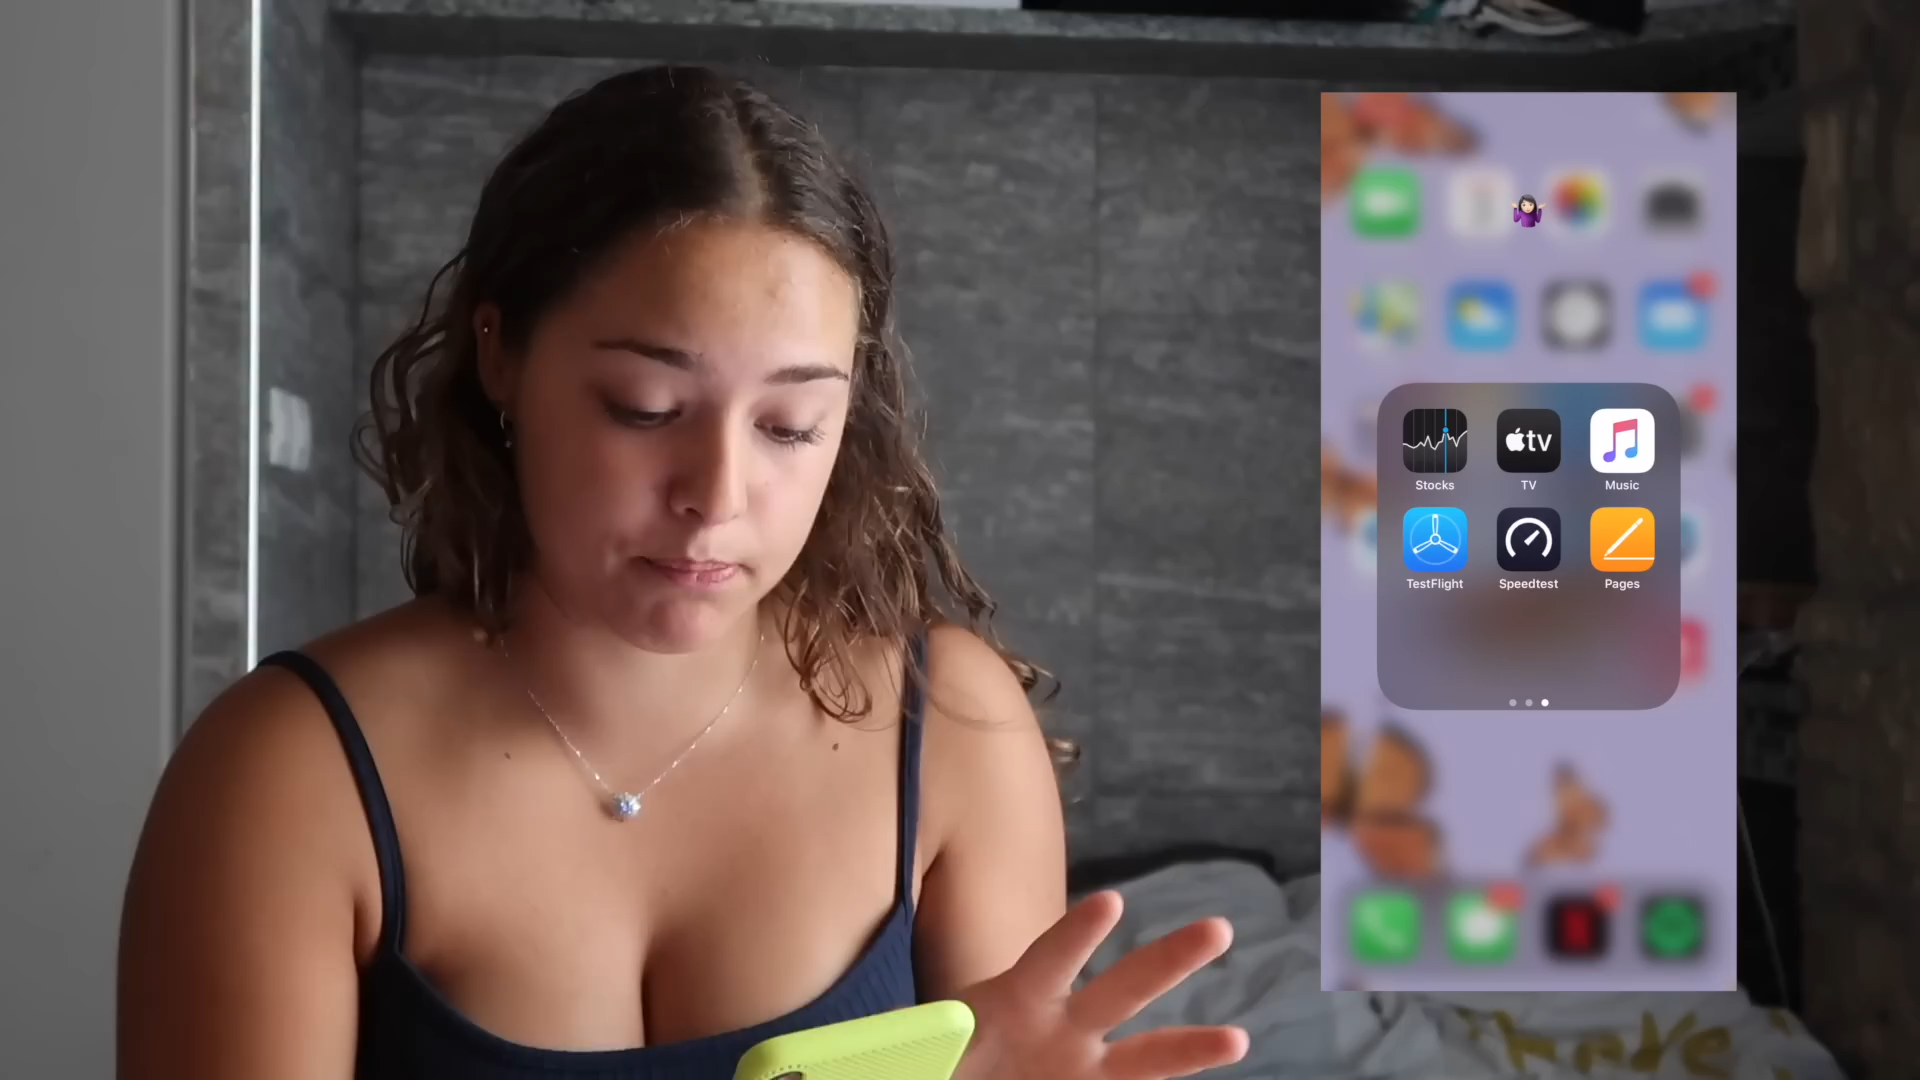 🤷🏻‍♀️
tv
Stocks TV Music
TestFlight Speedtest Pages